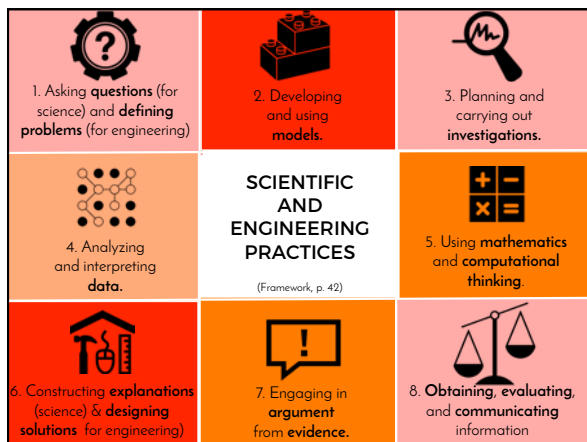 1. Asking questions (for
science) and defining
problems (for engineering)
2. Developing
and using
models.
3. Planning and
carrying out
investigations.
4. Analyzing
and interpreting
data.
SCIENTIFIC
AND
ENGINEERING
PRACTICES
(Framework, p. 42)
5. Using mathematics
and computational
thinking.
6. Constructing explanations
(science) & designing
solutions for engineering)
7. Engaging in
argument
from evidence.
8. Obtaining, evaluating,
and communicating
information